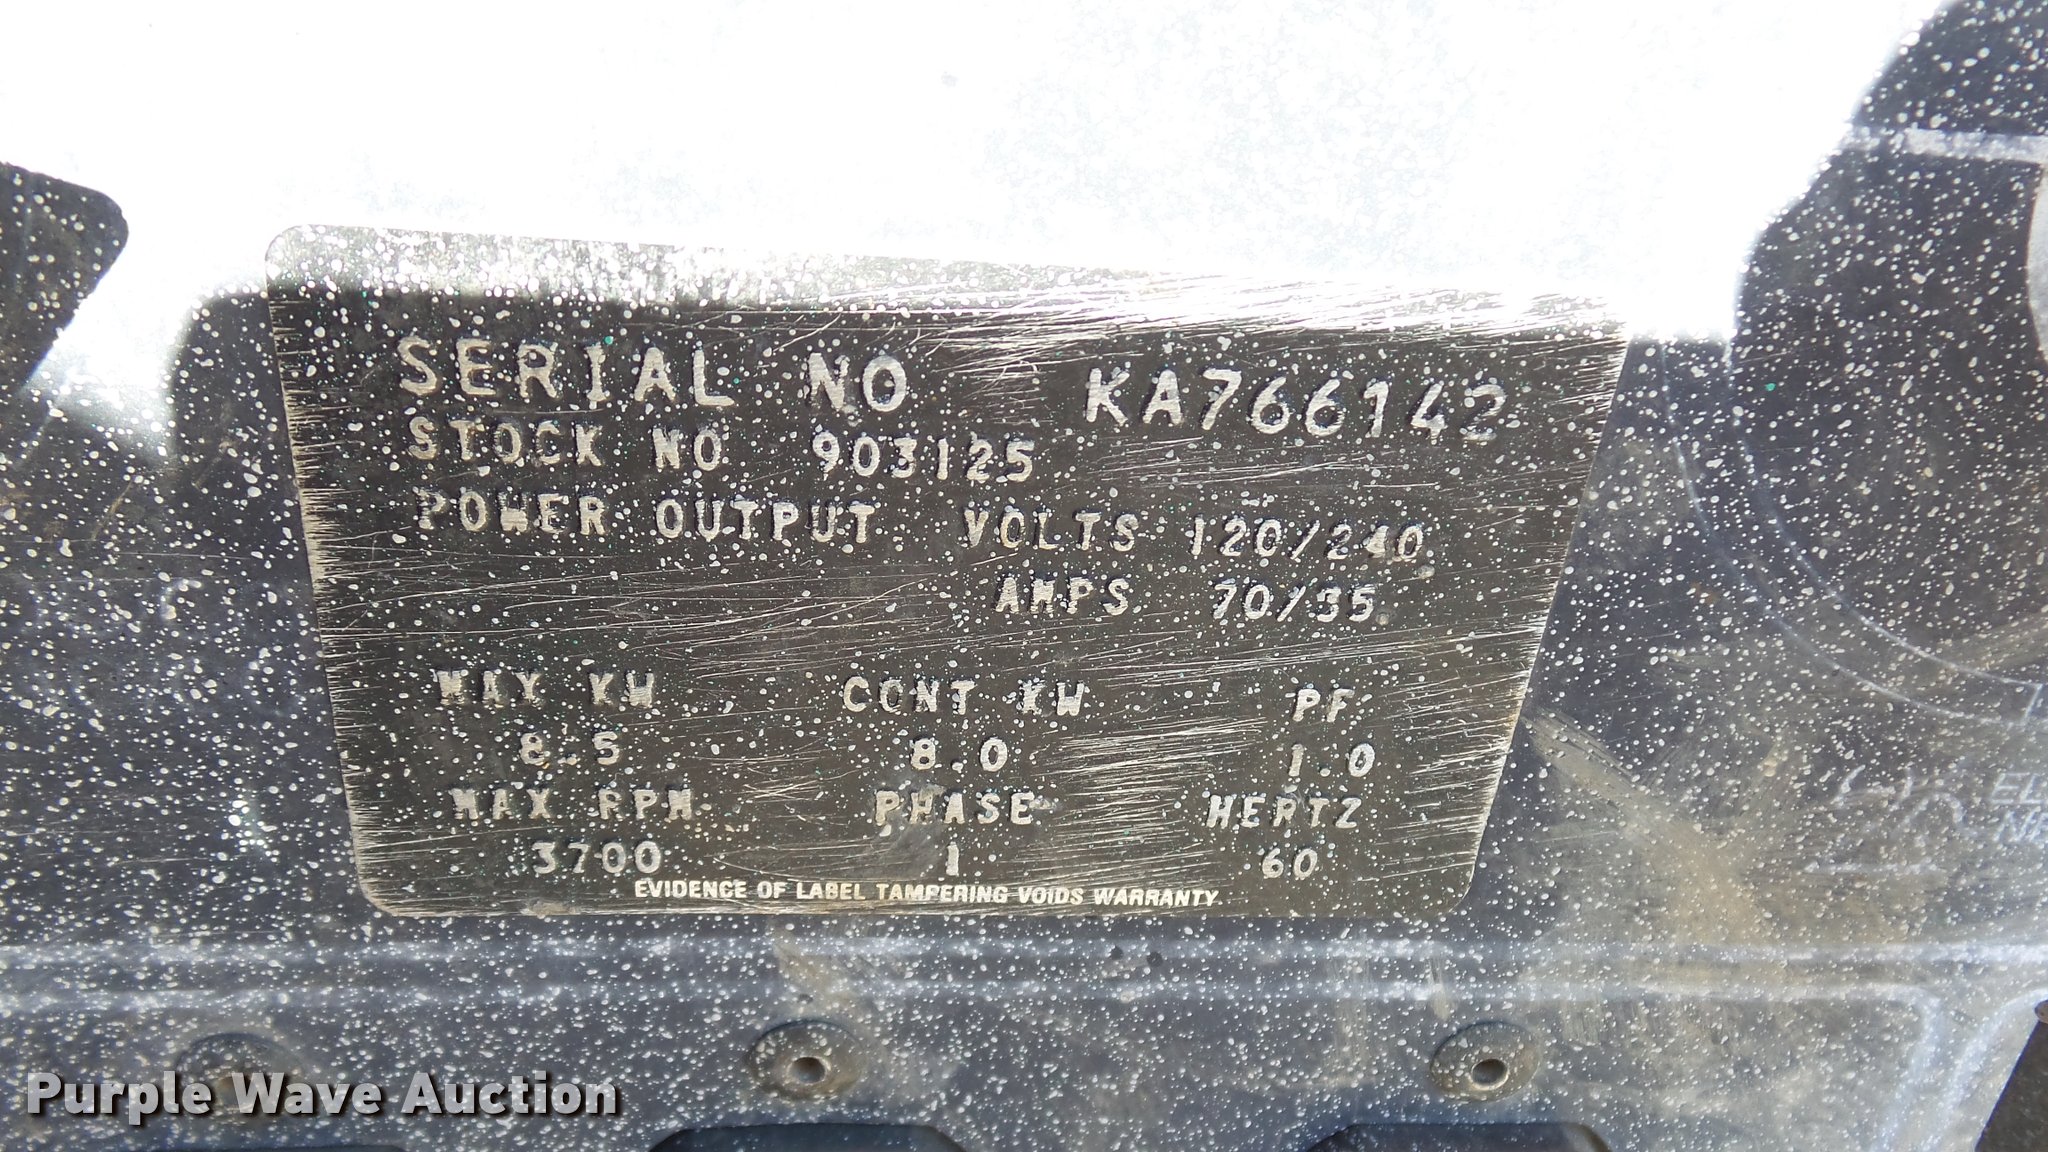 SERIAL NO KA766142
STOCK NO 903125
POWER OUTPUT VOLTS 120/240
AMPS 70/35
MAX KW CONT KW PF
8.5 8.0 1.0
MAX RPM PHASE HERTZ
3700 1 60
EVIDENCE OF LABEL TAMPERING VOIDS WARRANTY.
Purple Wave Auction